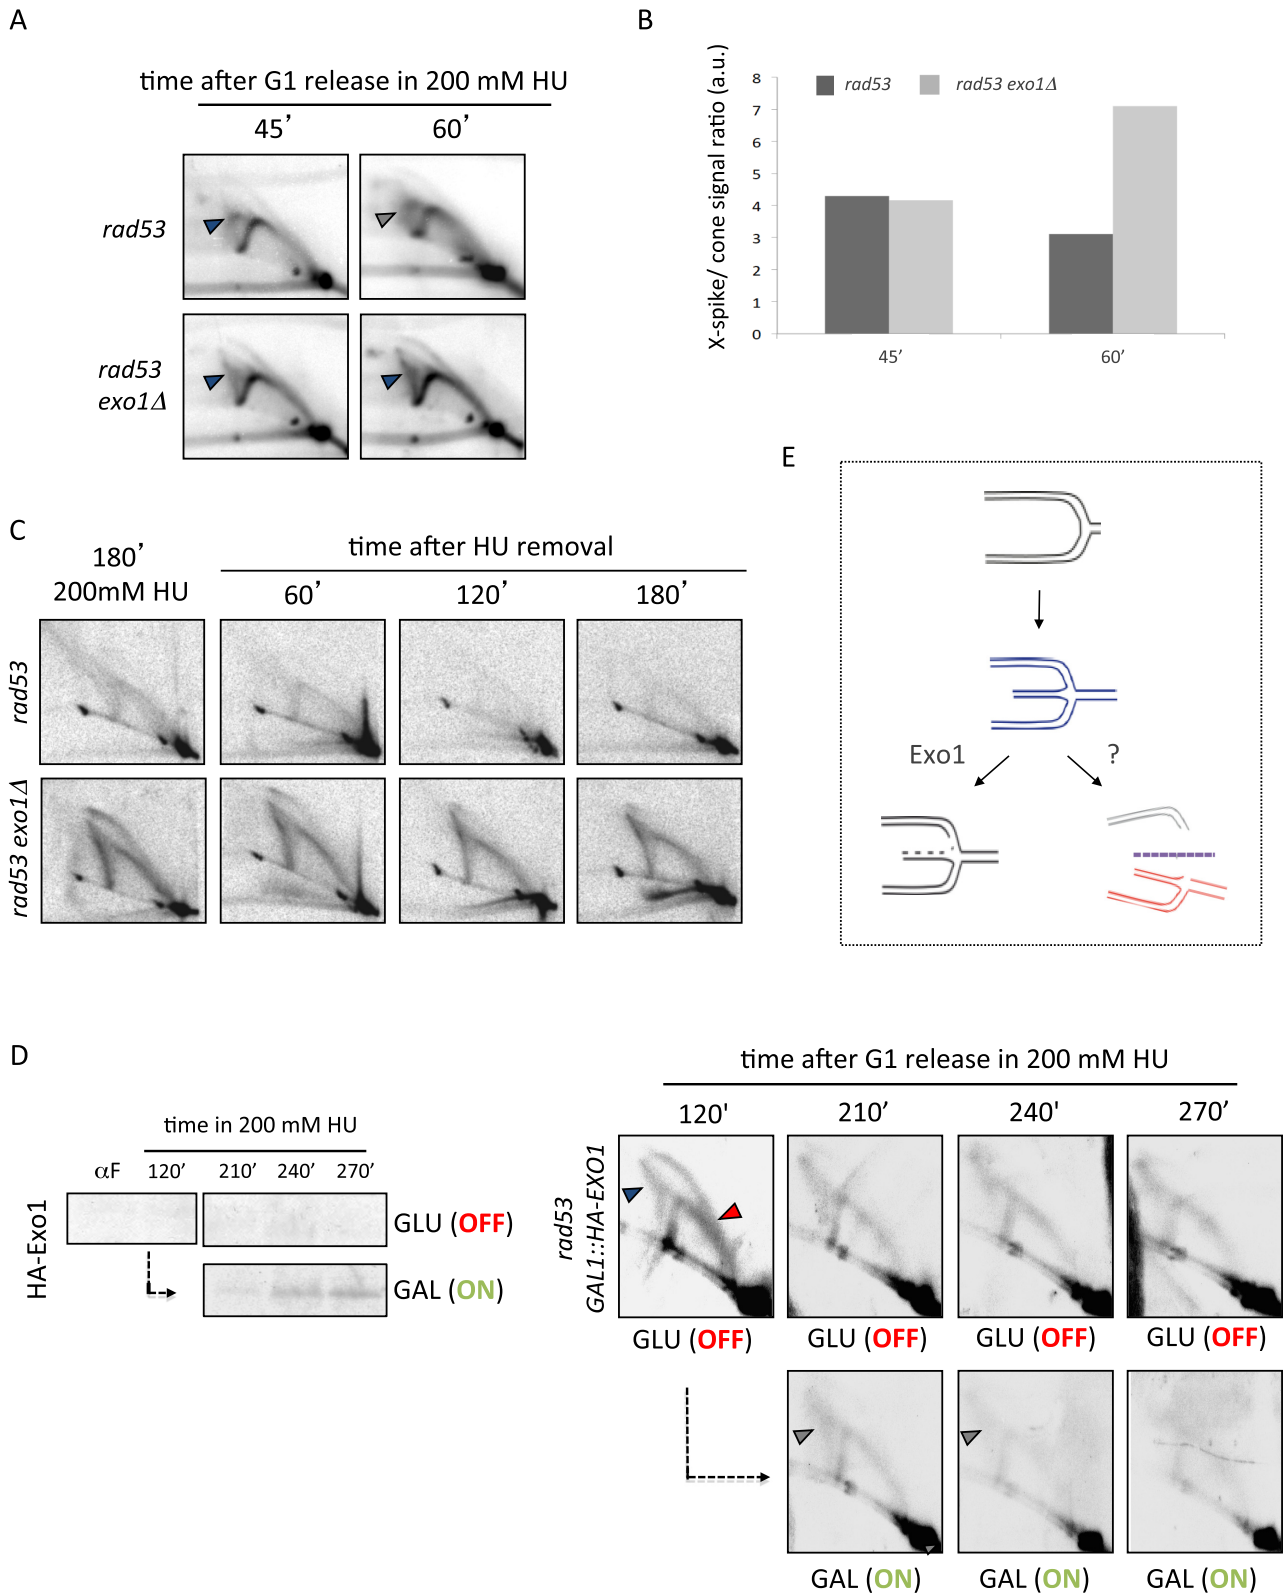 A
time after G1 release in 200 mM HU
45’
60’
rad53
rad53
exo1Δ
B
X-spike/ cone signal ratio (a.u.)
8
7
6
5
4
3
2
1
0
rad53
rad53 exo1Δ
45’
60’
C
180’
200mM HU
time after HU removal
60’
120’
180’
rad53
rad53 exo1Δ
E
Exo1
?
D
time in 200 mM HU
αF
120’
210’
240’
270’
HA-Exo1
GLU (OFF)
GAL (ON)
time after G1 release in 200 mM HU
120'
210’
240’
270’
rad53
GAL1::HA-EXO1
GLU (OFF)
GLU (OFF)
GLU (OFF)
GLU (OFF)
GAL (ON)
GAL (ON)
GAL (ON)